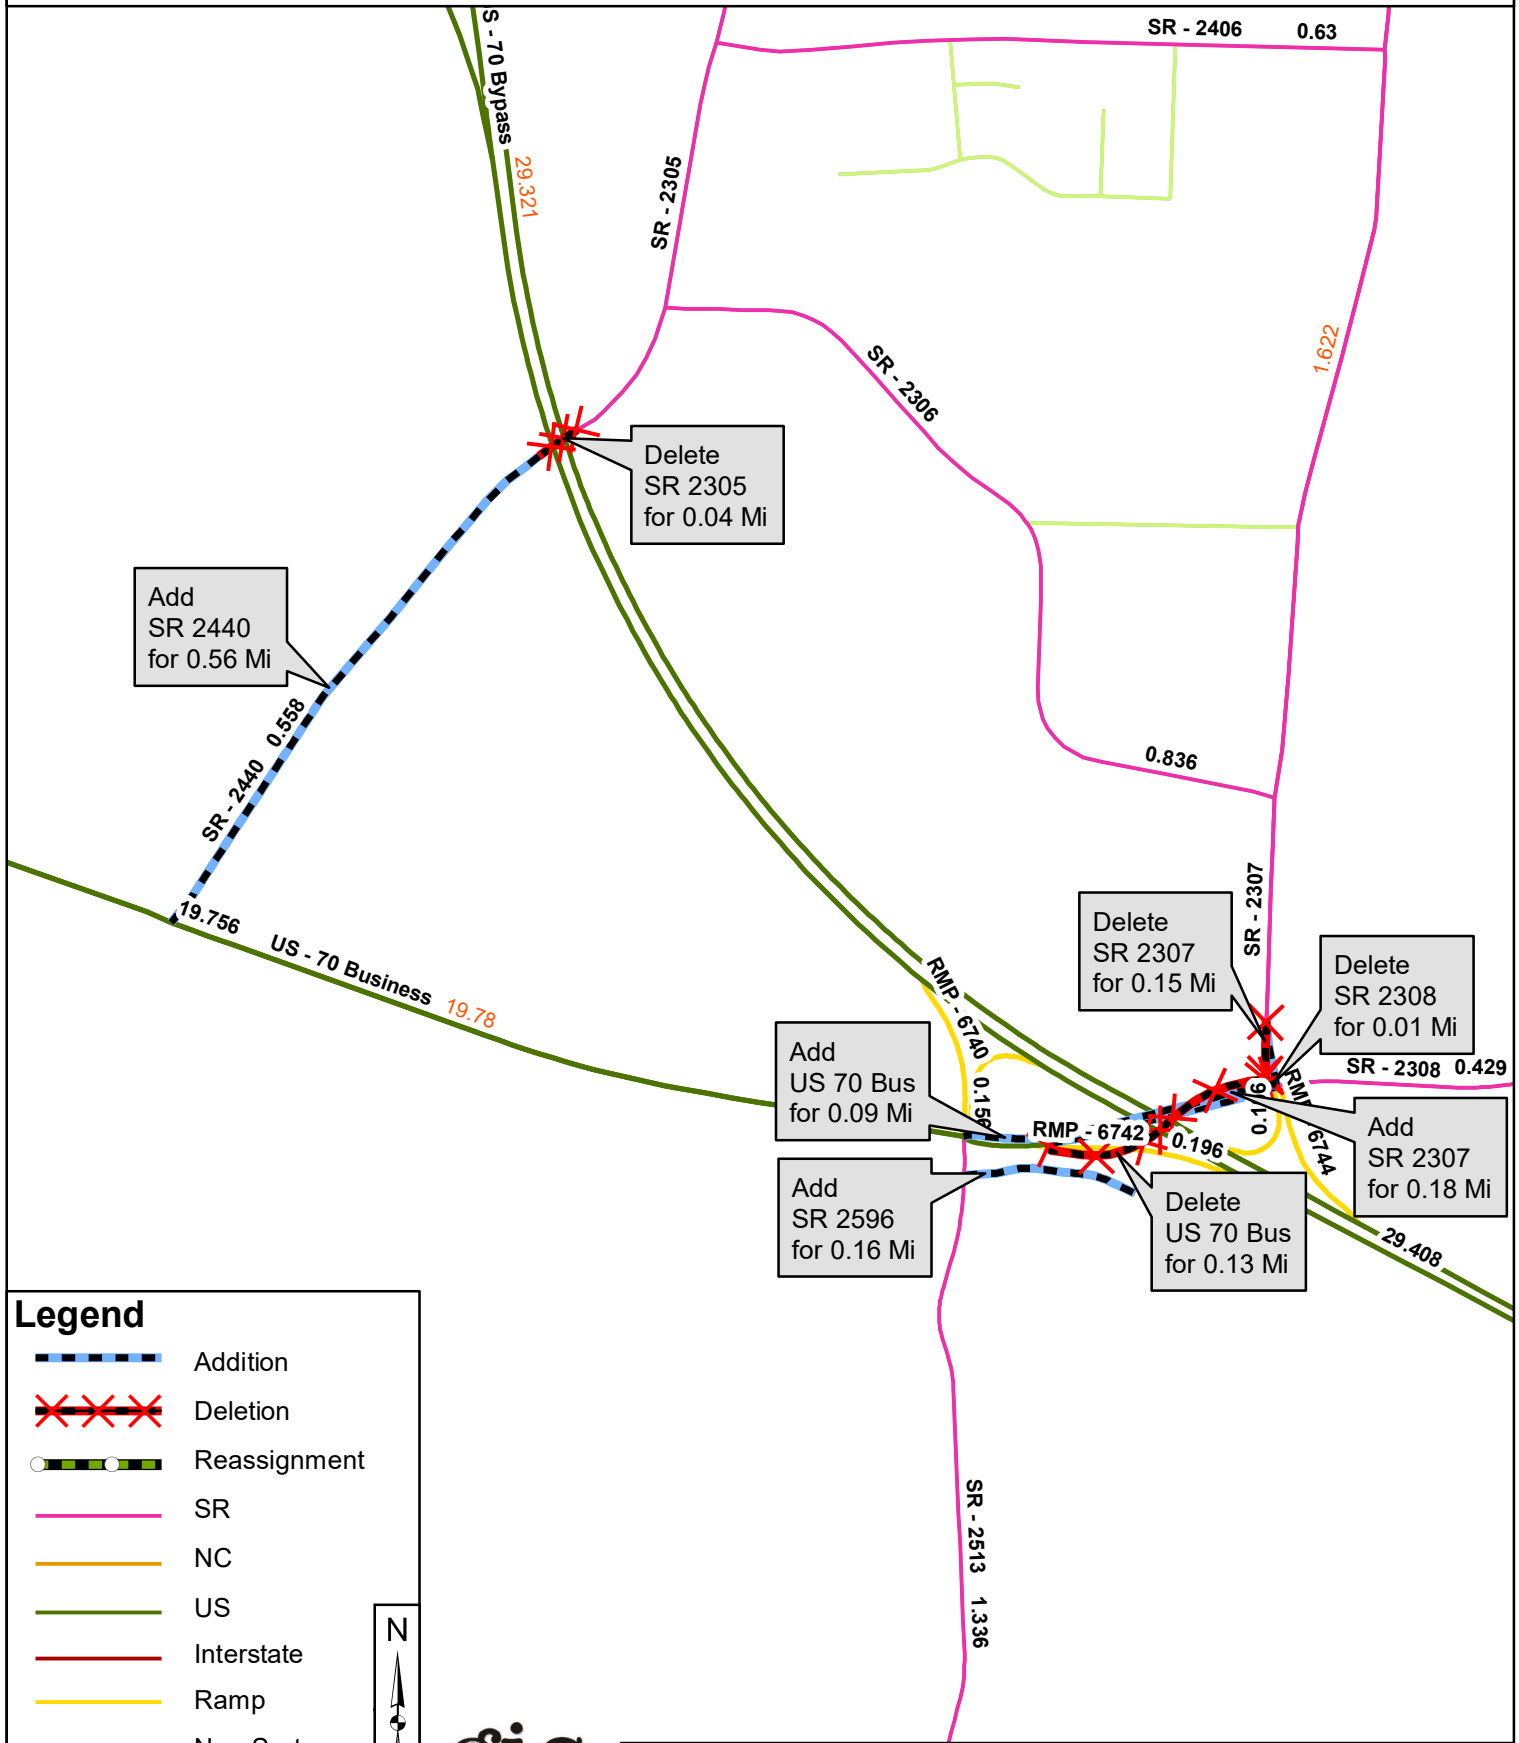 SR - 2406 0.63
S - 70 Bypass
29.321
SR - 2305
1.622
SR - 2306
Delete
SR 2305
for 0.04 Mi
Add
SR 2440
for 0.56 Mi
SR - 2440 0.558
0.836
19.756
US - 70 Business
19.78
SR - 2307
Delete
SR 2307
for 0.15 Mi
Delete
SR 2308
for 0.01 Mi
RMP - 6740 0.156
Add
US 70 Bus
for 0.09 Mi
SR - 2308 0.429
RMP - 6742
0.196
6744
Add
SR 2307
for 0.18 Mi
Add
SR 2596
for 0.16 Mi
Delete
US 70 Bus
for 0.13 Mi
29.408
SR - 2513 1.336
Legend
Addition
Deletion
Reassignment
SR
NC
US
Interstate
Ramp
N